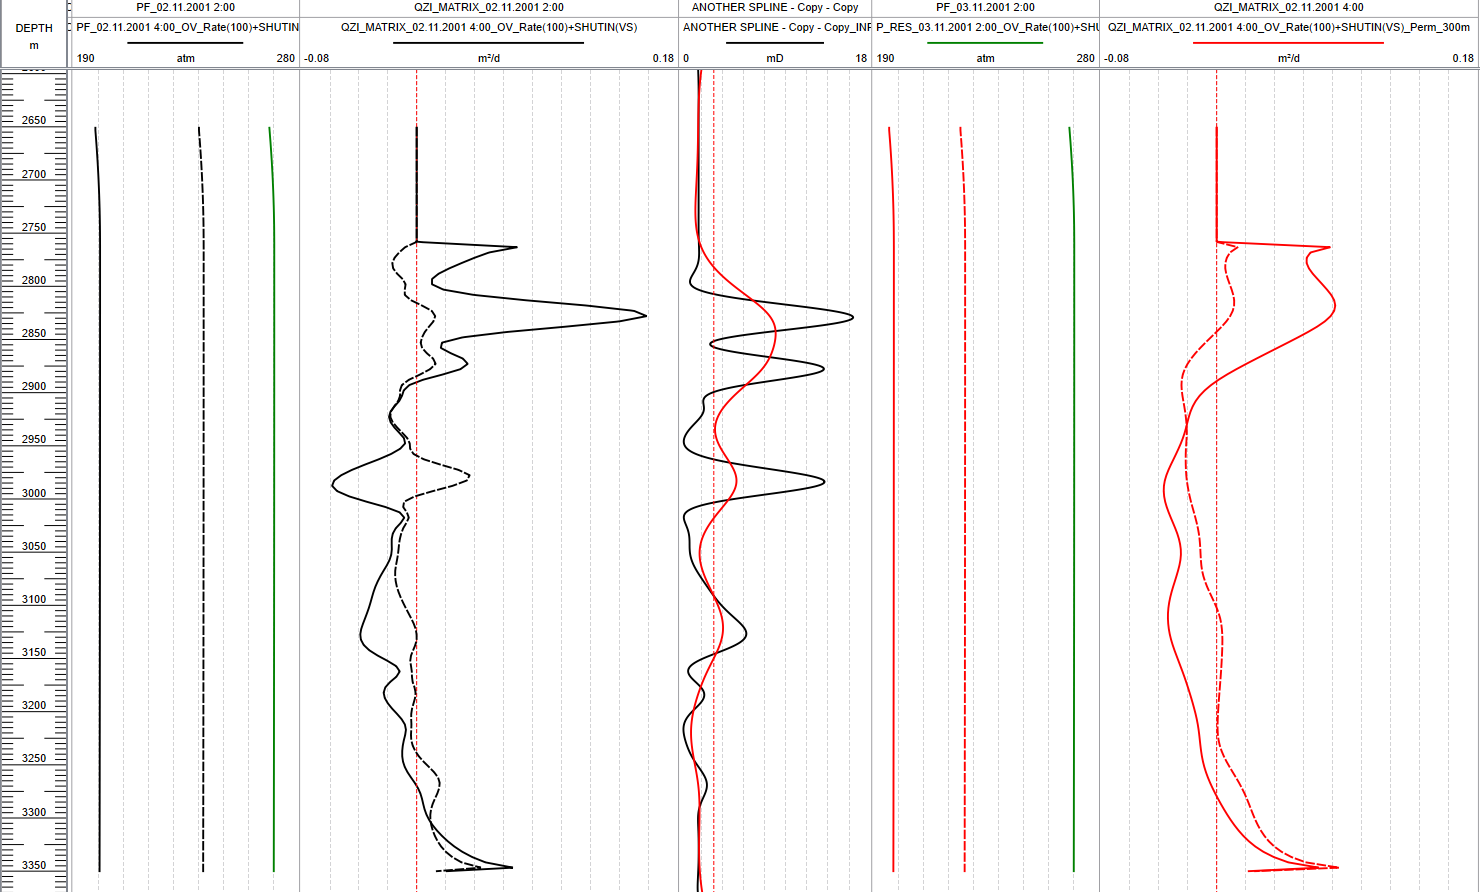 PF_02.11.2001 2:00
QZI_MATRIX_02.11.2001 2:00
ANOTHER SPLINE - Copy - Copy
PF_03.11.2001 2:00
QZI_MATRIX_02.11.2001 4:00
DEPTH
m
PF_02.11.2001 4:00_OV_Rate(100)+SHUTIN
QZI_MATRIX_02.11.2001 4:00_OV_Rate(100)+SHUTIN(VS)
ANOTHER SPLINE - Copy - Copy_INF
P_RES_03.11.2001 2:00_OV_Rate(100)+SHU
QZI_MATRIX_02.11.2001 4:00_OV_Rate(100)+SHUTIN(VS)_Perm_300m
190 atm 280
-0.08 m²/d 0.18
0 mD 18
190 atm 280
-0.08 m²/d 0.18
2650
2700
2750
2800
2850
2900
2950
3000
3050
3100
3150
3200
3250
3300
3350